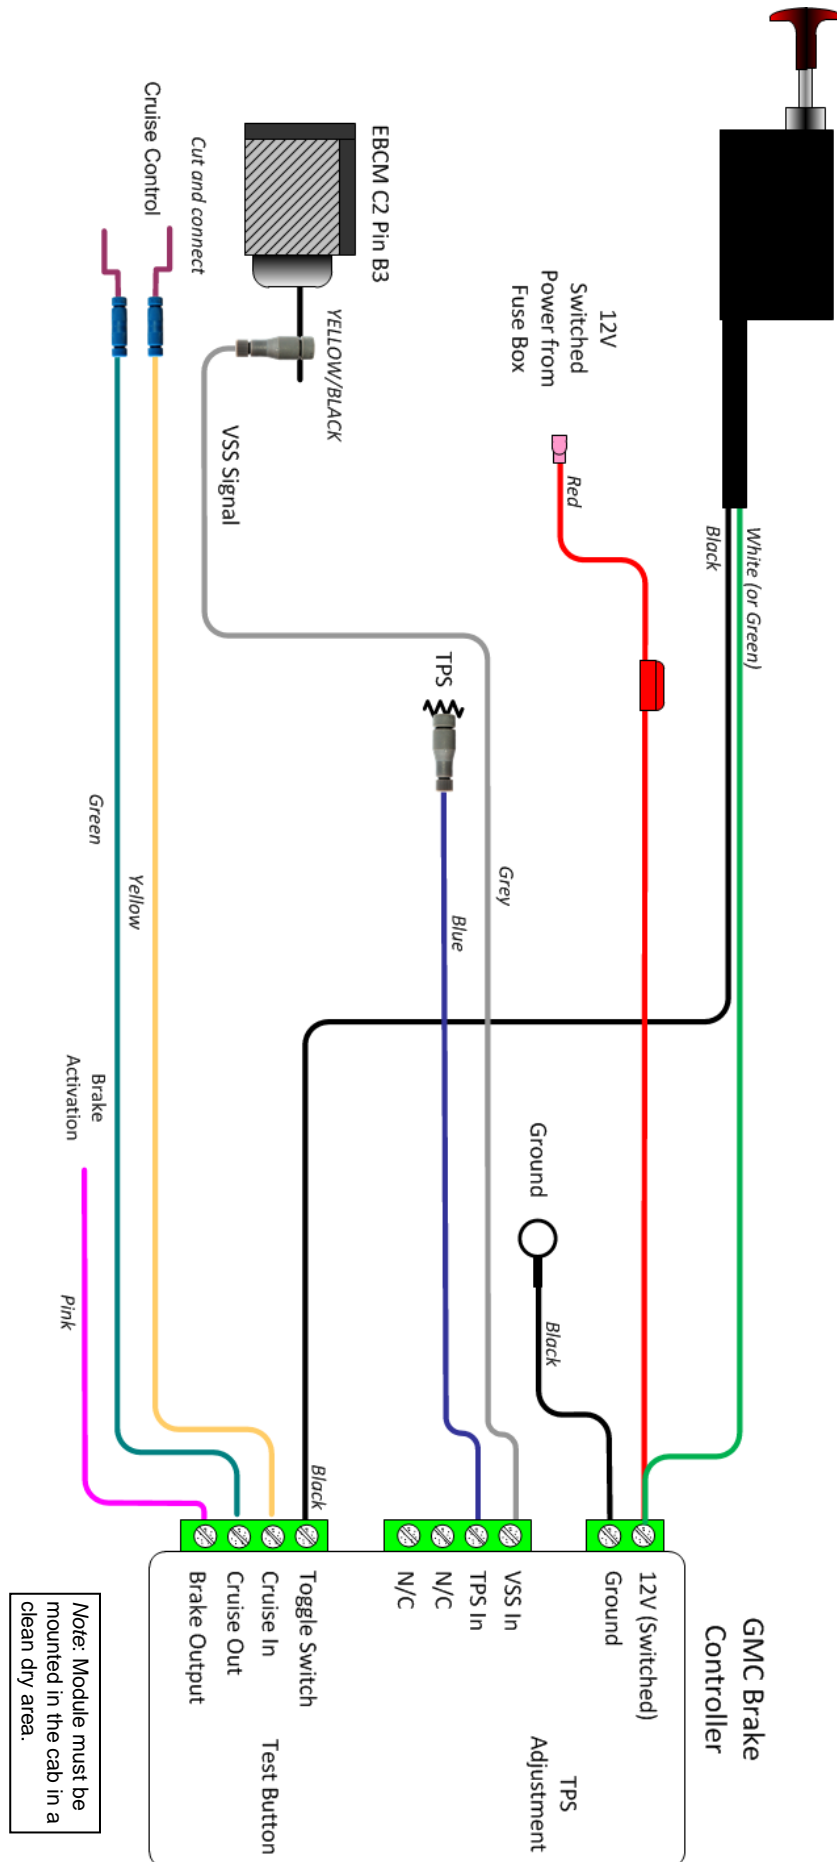 GMC Brake
Controller
White (or Green)
Black
12V
Switched
Power from
Fuse Box
Red
EBCM C2 Pin B3
YELLOW/BLACK
VSS Signal
Cut and connect
Cruise Control
TPS
Grey
Blue
Green
Yellow
Ground
Black
Brake
Activation
Pink
Black
12V (Switched)
Ground
VSS In
TPS In
N/C
N/C
Toggle Switch
Cruise In
Cruise Out
Brake Output
TPS
Adjustment
Test Button
Note: Module must be
mounted in the cab in a
clean dry area.